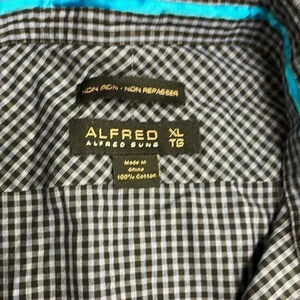 NON IRON • NON REPASSER
ALFRED XL
ALFRED SUNG TG
Made in
China
100% Cotton